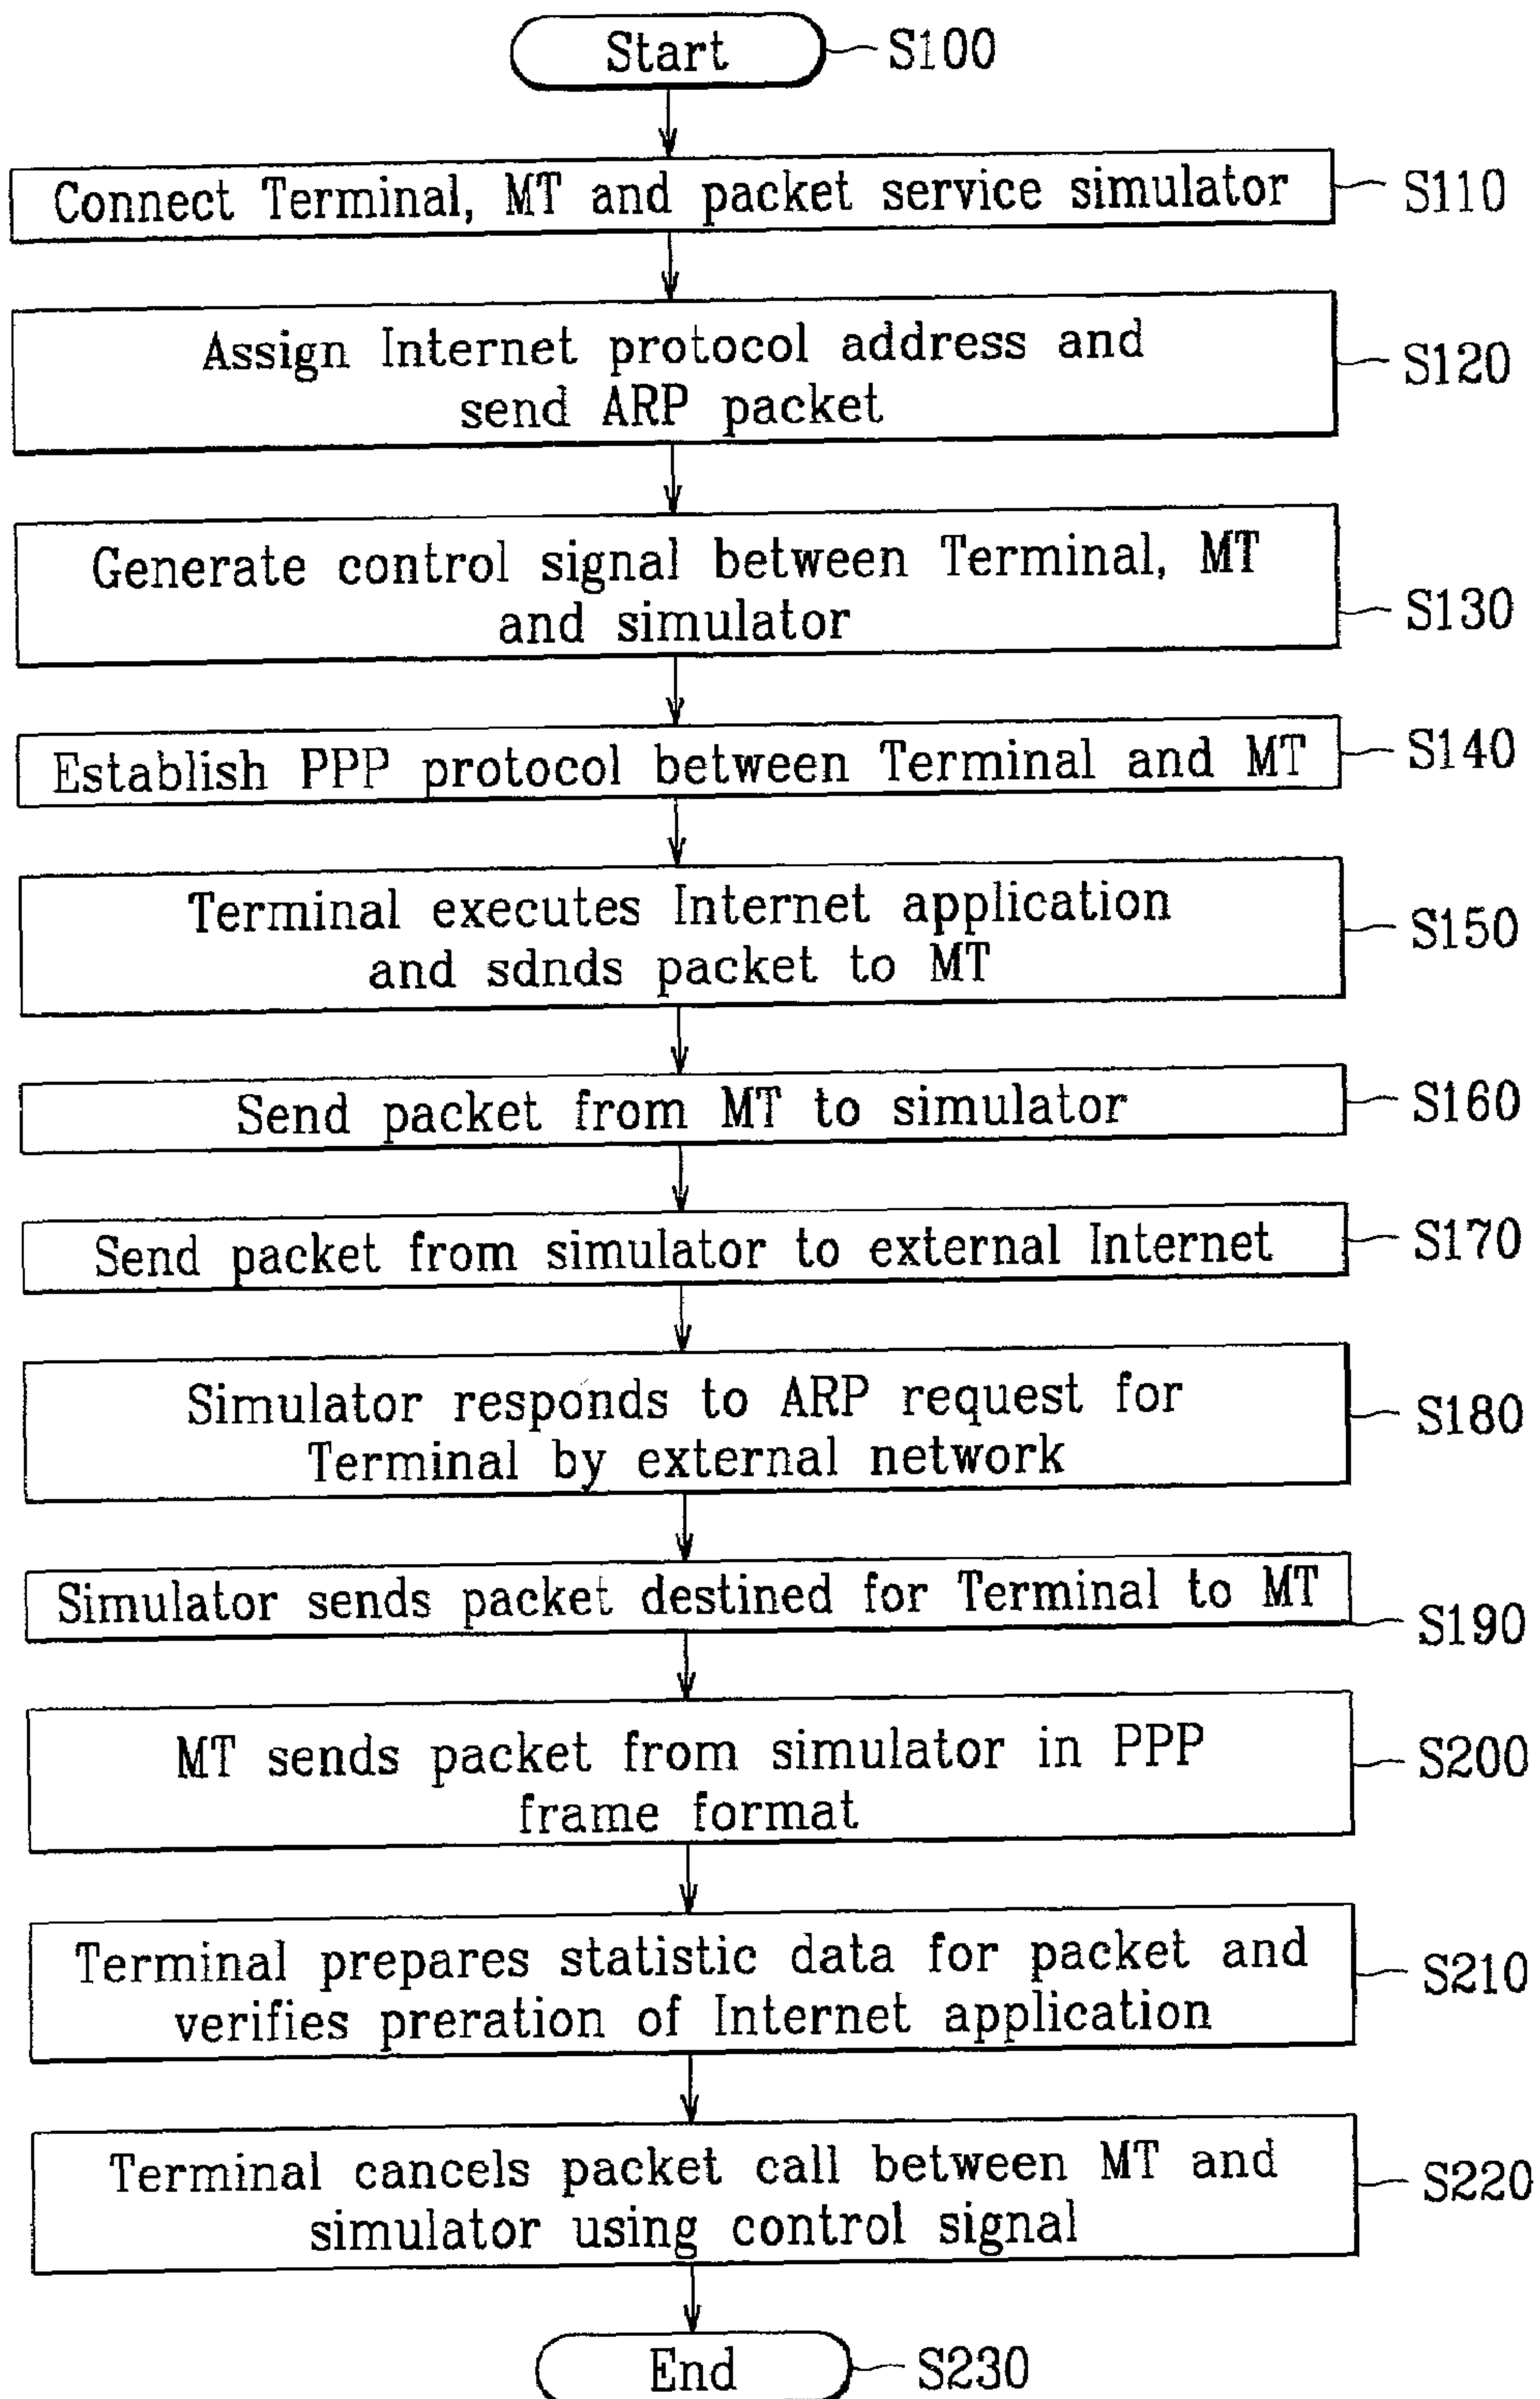 Start
S100
Connect Terminal, MT and packet service simulator
S110
Assign Internet protocol address and
send ARP packet
S120
Generate control signal between Terminal, MT
and simulator
S130
Establish PPP protocol between Terminal and MT
S140
Terminal executes Internet application
and sdnds packet to MT
S150
Send packet from MT to simulator
S160
Send packet from simulator to external Internet
S170
Simulator responds to ARP request for
Terminal by external network
S180
Simulator sends packet destined for Terminal to MT
S190
MT sends packet from simulator in PPP
frame format
S200
Terminal prepares statistic data for packet and
verifies preration of Internet application
S210
Terminal cancels packet call between MT and
simulator using control signal
S220
End
S230